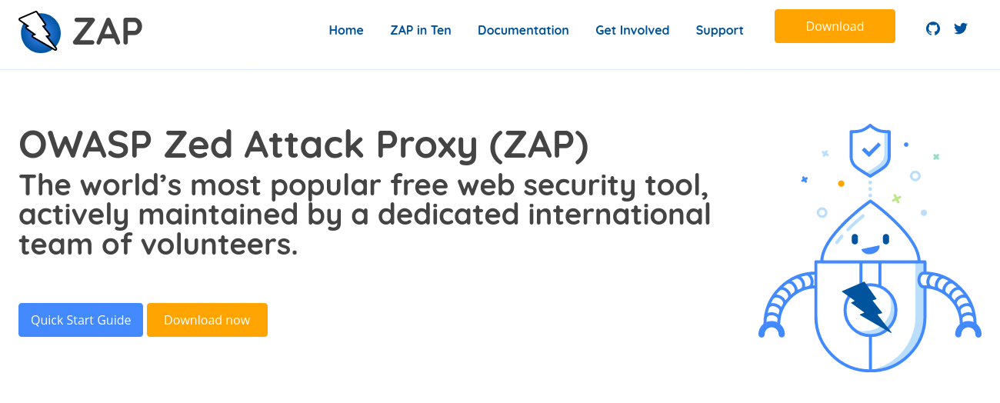 ZAP
Home
ZAP in Ten
Documentation
Get Involved
Support
Download
OWASP Zed Attack Proxy (ZAP)
The world’s most popular free web security tool,
actively maintained by a dedicated international
team of volunteers.
Quick Start Guide
Download now